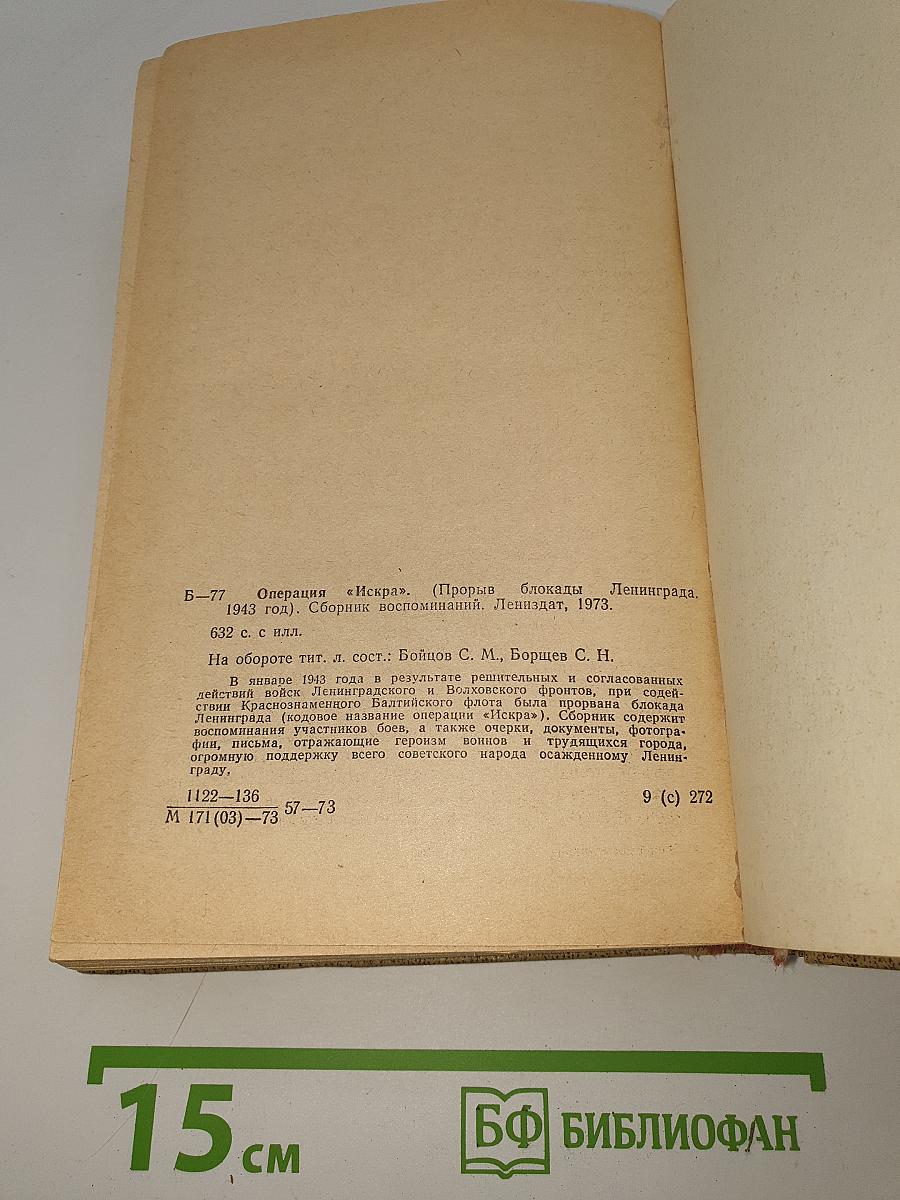 Б—77 Операция «Искра». (Прорыв блокады Ленинграда.
1943 год). Сборник воспоминаний. Лениздат, 1973.
632 с. с илл.
На обороте тит. л. сост.: Бойцов С. М., Борщев С. Н.
В январе 1943 года в результате решительных и согласованных
действий войск Ленинградского и Волховского фронтов, при содей-
ствии Краснознаменного Балтийского флота была прорвана блокада
Ленинграда (кодовое название операции «Искра»). Сборник содержит
воспоминания участников боев, а также очерки, документы, фотогра-
фии, письма, отражающие героизм воинов и трудящихся города,
огромную поддержку всего советского народа осажденному Ленин-
граду.
1122—136
М 171(03)—73 57—73
9 (с) 272
15 см
БФ БИБЛИОФАН